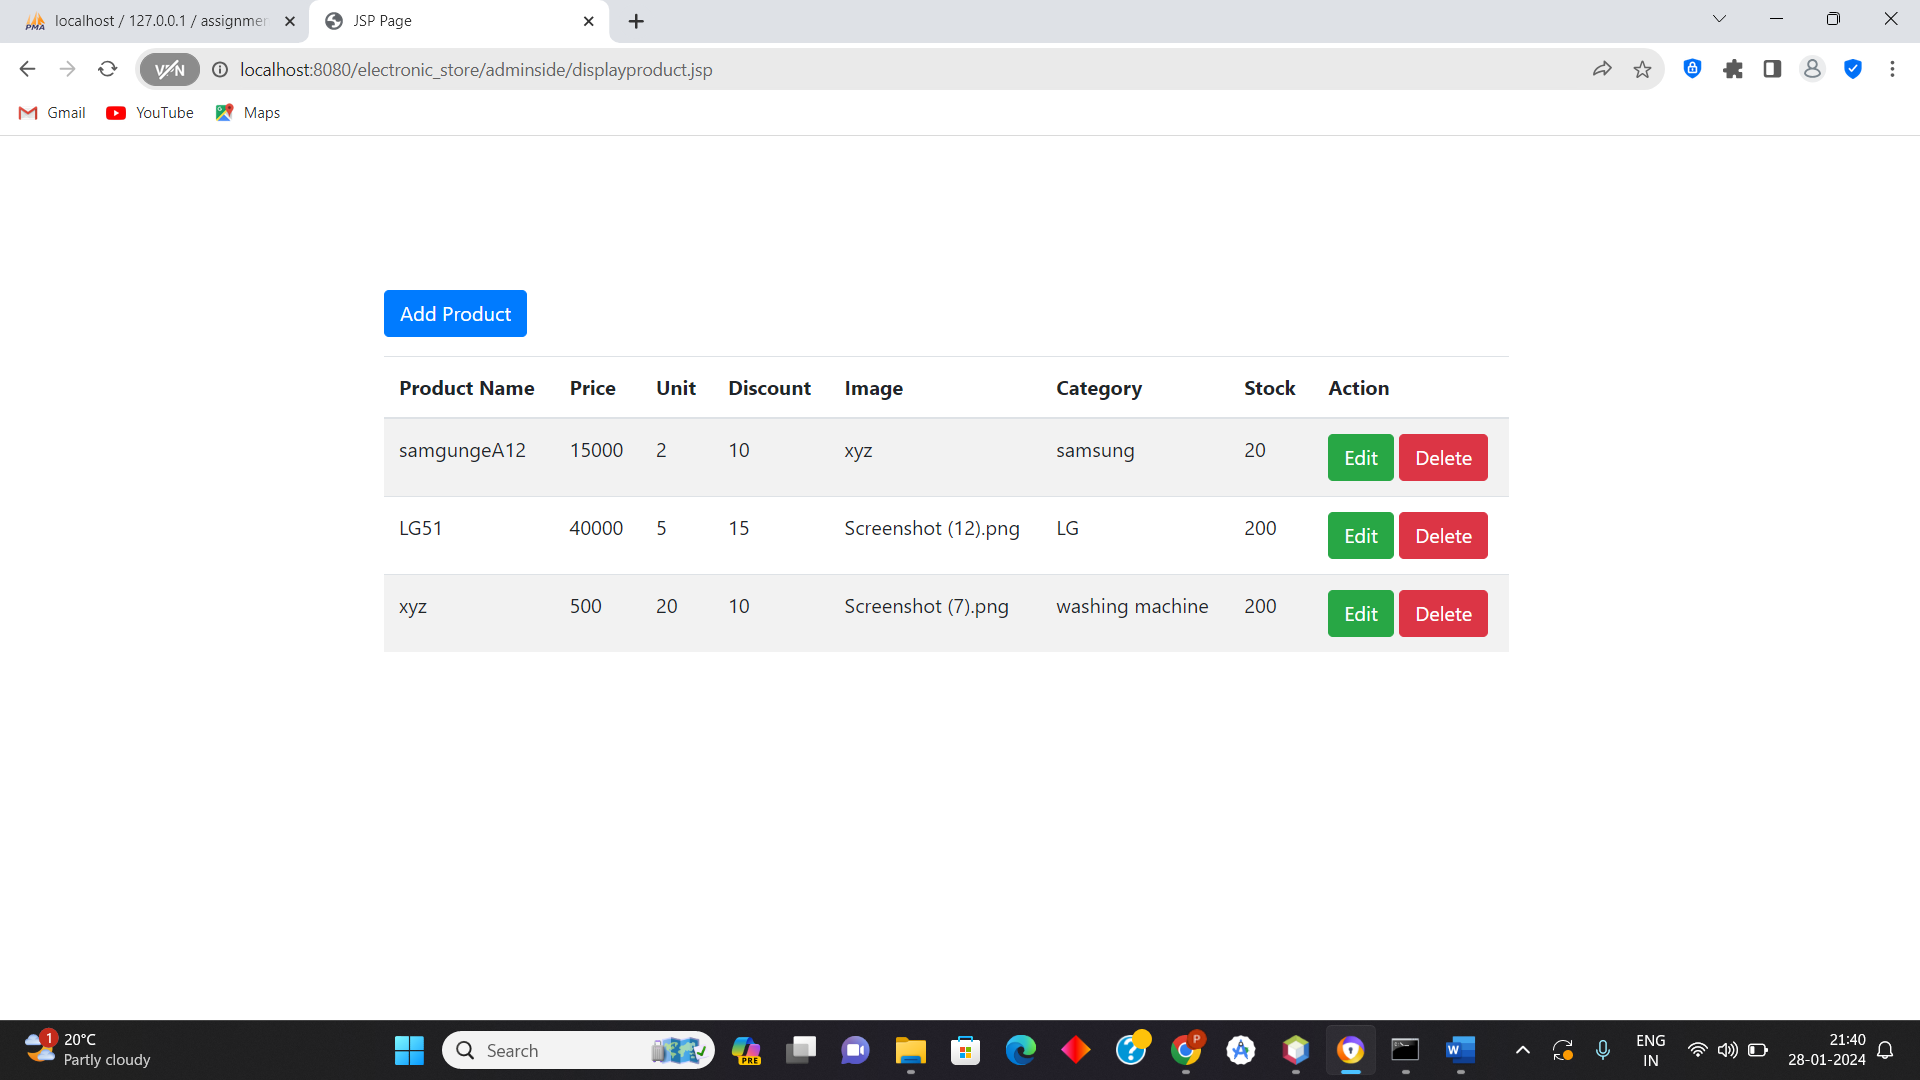 localhost / 127.0.0.1 / assignmer
JSP Page
VPN
localhost:8080/electronic_store/adminside/displayproduct.jsp
Gmail YouTube Maps
Add Product
Product Name Price Unit Discount Image Category Stock Action
samgungeA12 15000 2 10 xyz samsung 20 Edit Delete
LG51 40000 5 15 Screenshot (12).png LG 200 Edit Delete
xyz 500 20 10 Screenshot (7).png washing machine 200 Edit Delete
1
20°C
Partly cloudy
Search
PRE
P
W
ENG
IN
21:40
28-01-2024